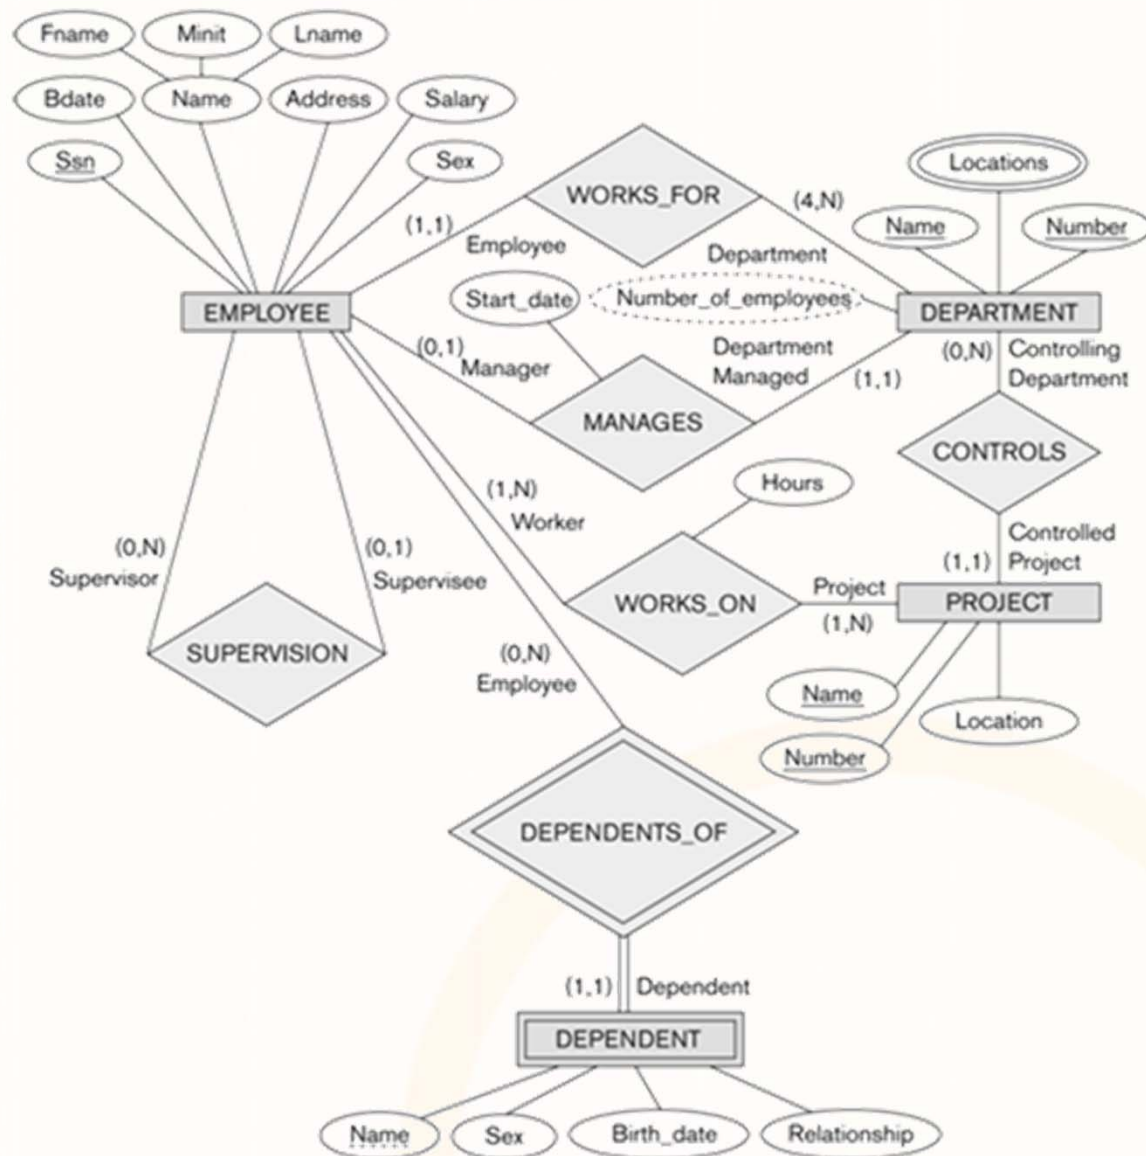 Fname
Minit
Lname
Bdate
Name
Address
Salary
Ssn
Sex
WORKS_FOR
(1,1)
Employee
(4,N)
Department
Locations
Name
Number
Start_date
Number_of_employees
EMPLOYEE
DEPARTMENT
(0,1)
Manager
Department
Managed
(1,1)
MANAGES
(0,N)
Controlling
Department
CONTROLS
Hours
(1,N)
Worker
Controlled
(1,1)
Project
(0,N)
Supervisor
(0,1)
Supervisee
SUPERVISION
WORKS_ON
Project
(1,N)
PROJECT
(0,N)
Employee
Name
Number
Location
DEPENDENTS_OF
(1,1)
Dependent
DEPENDENT
Name
Sex
Birth_date
Relationship